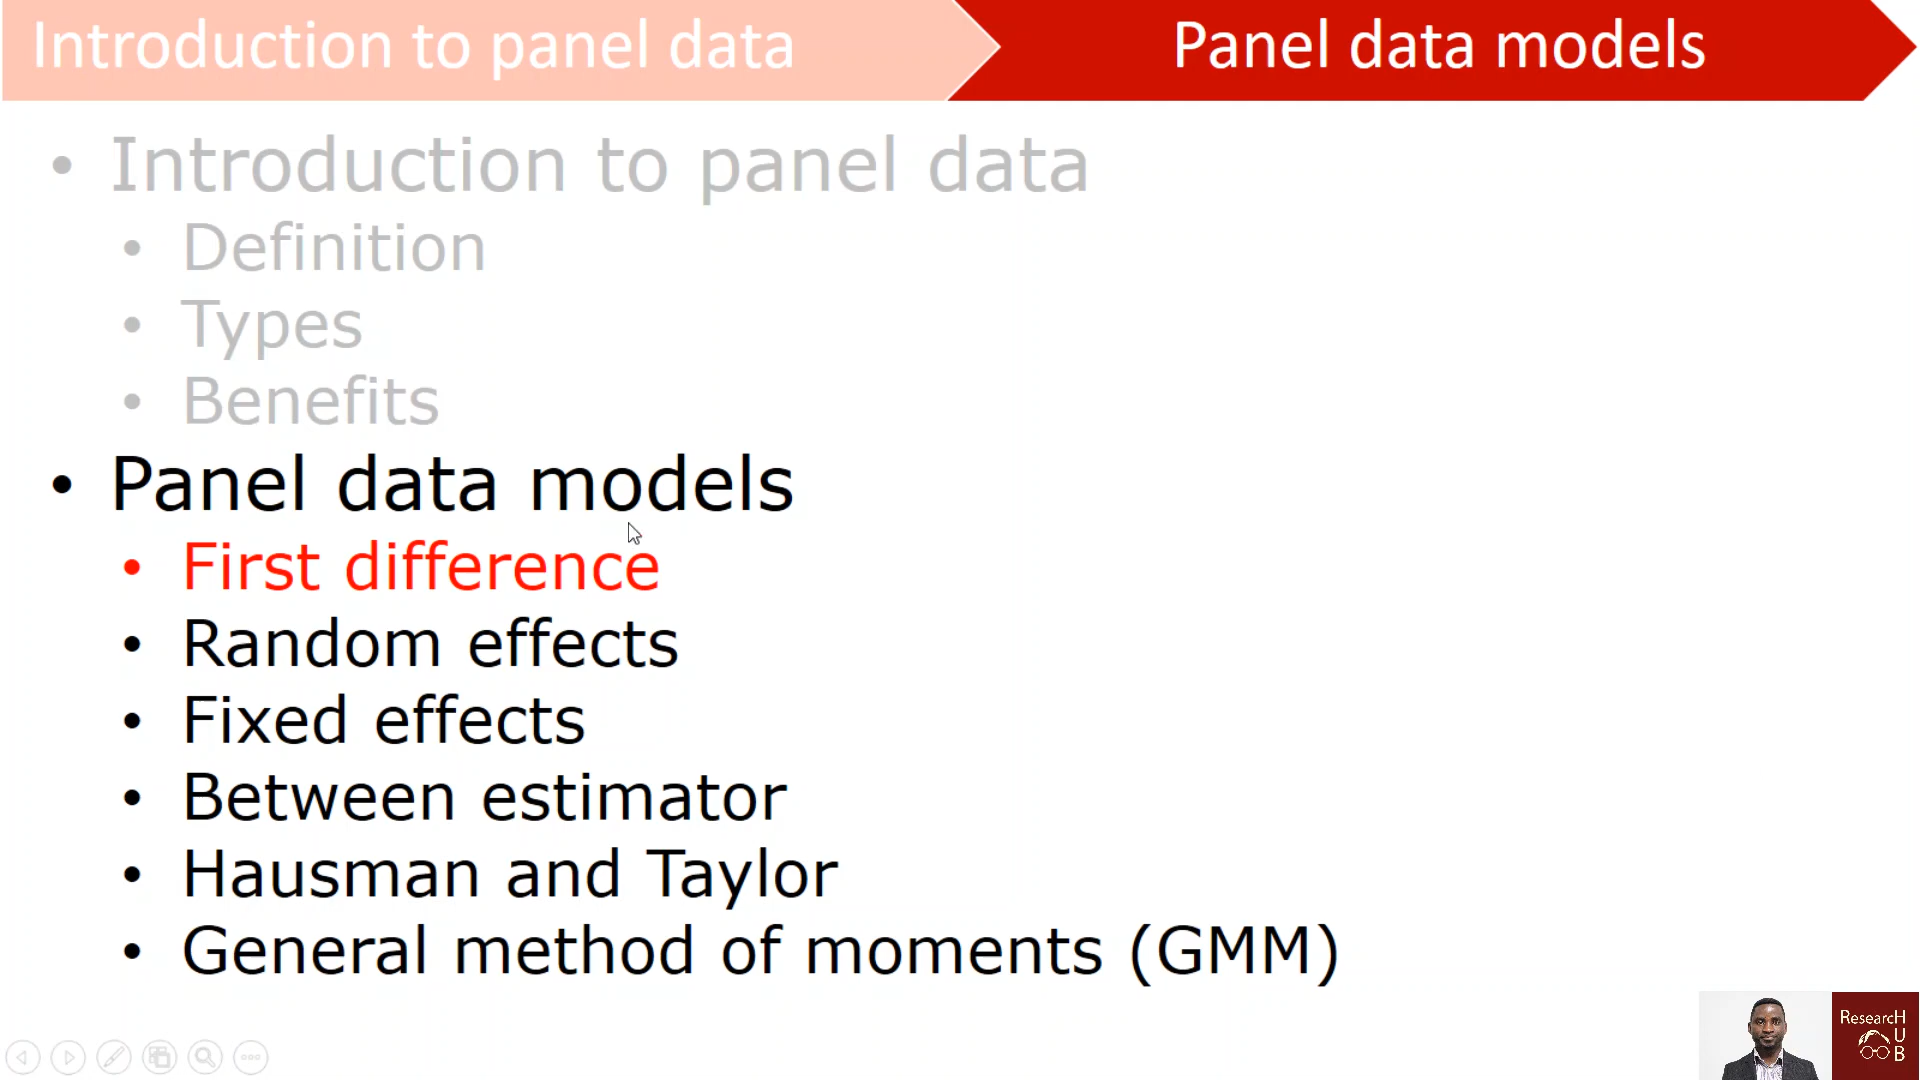 Introduction to panel data
Panel data models
• Introduction to panel data
• Definition
• Types
• Benefits
• Panel data models
• First difference
• Random effects
• Fixed effects
• Between estimator
• Hausman and Taylor
• General method of moments (GMM)
ResearcH
U
B